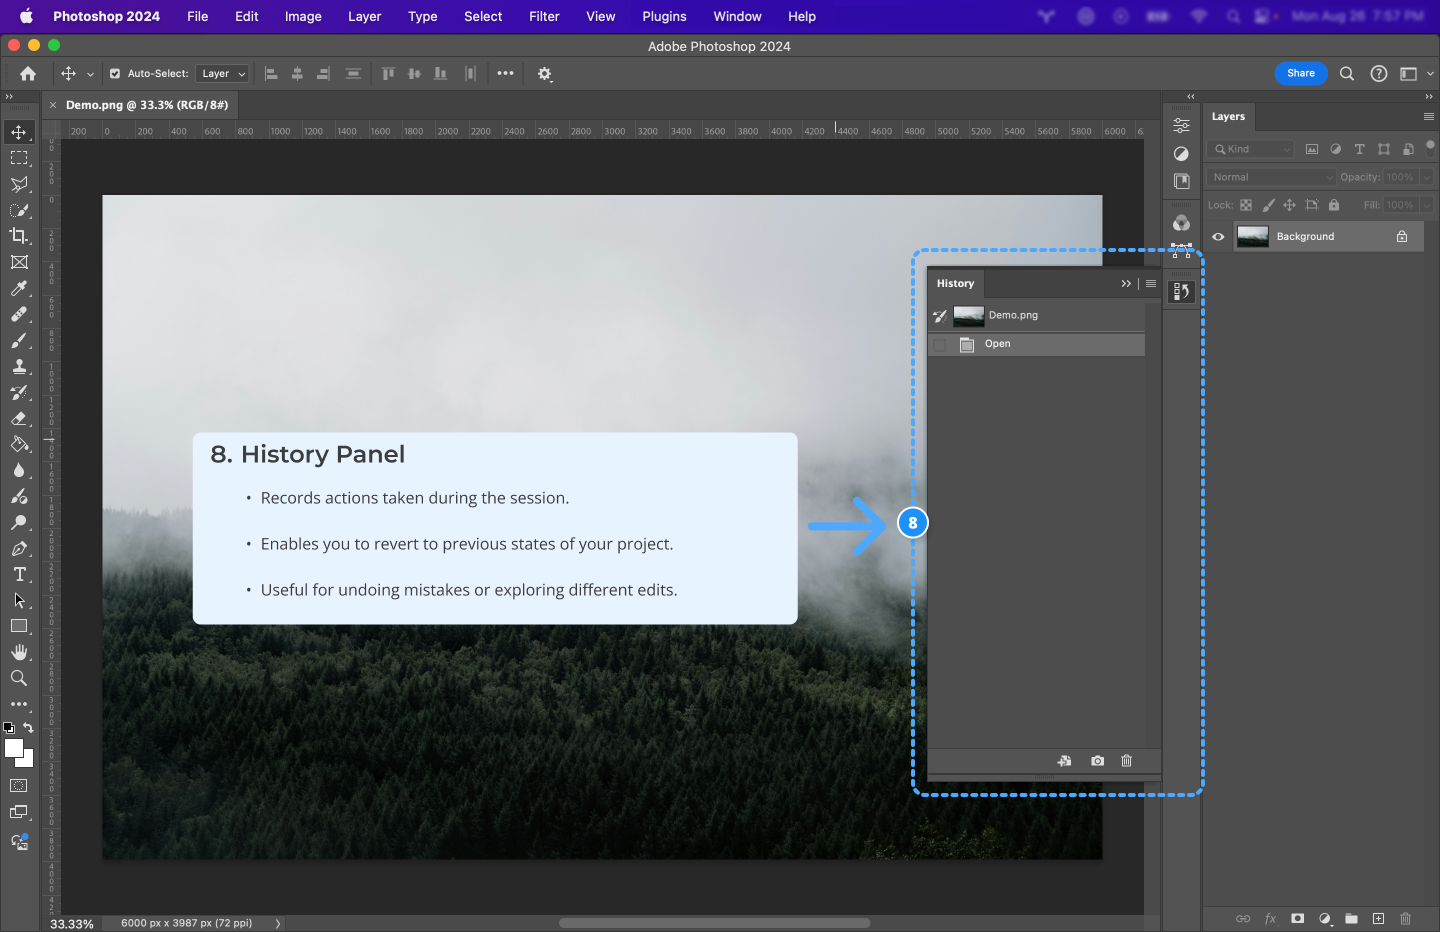 Photoshop 2024 File Edit Image Layer Type Select Filter View Plugins Window Help Mon Aug 26 7:57 PM
Adobe Photoshop 2024
Auto-Select: Layer Share
Demo.png @ 33.3% (RGB/8#)
200 0 200 400 600 800 1000 1200 1400 1600 1800 2000 2200 2400 2600 2800 3000 3200 3400 3600 3800 4000 4200 4400 4600 4800 5000 5200 5400 5600 5800 6000
Layers
Kind
Normal Opacity: 100%
Lock: Fill: 100%
Background
History
Demo.png
Open
8. History Panel
• Records actions taken during the session.
• Enables you to revert to previous states of your project.
• Useful for undoing mistakes or exploring different edits.
8
33.33% 6000 px x 3987 px (72 ppi)
fx